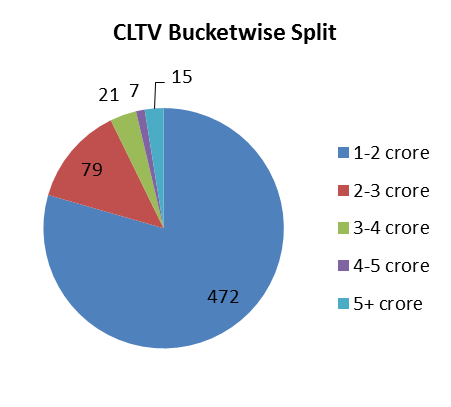 CLTV Bucketwise Split
15
7
21
79
472
1-2 crore
2-3 crore
3-4 crore
4-5 crore
5+ crore